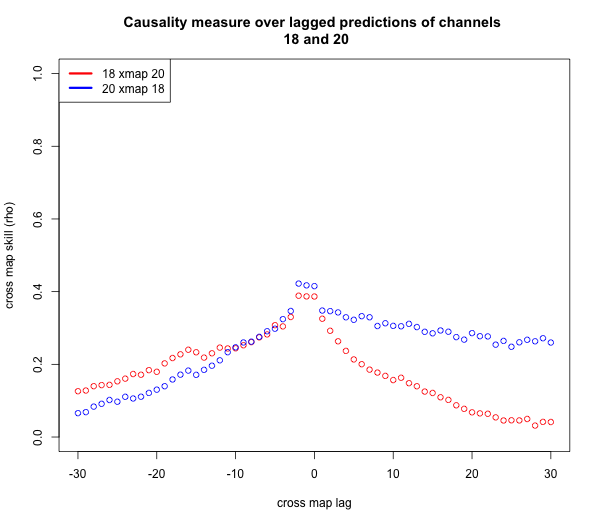 Causality measure over lagged predictions of channels
18 and 20
18 xmap 20
20 xmap 18
cross map skill (rho)
1.0
0.8
0.6
0.4
0.2
0.0
-30
-20
-10
0
10
20
30
cross map lag